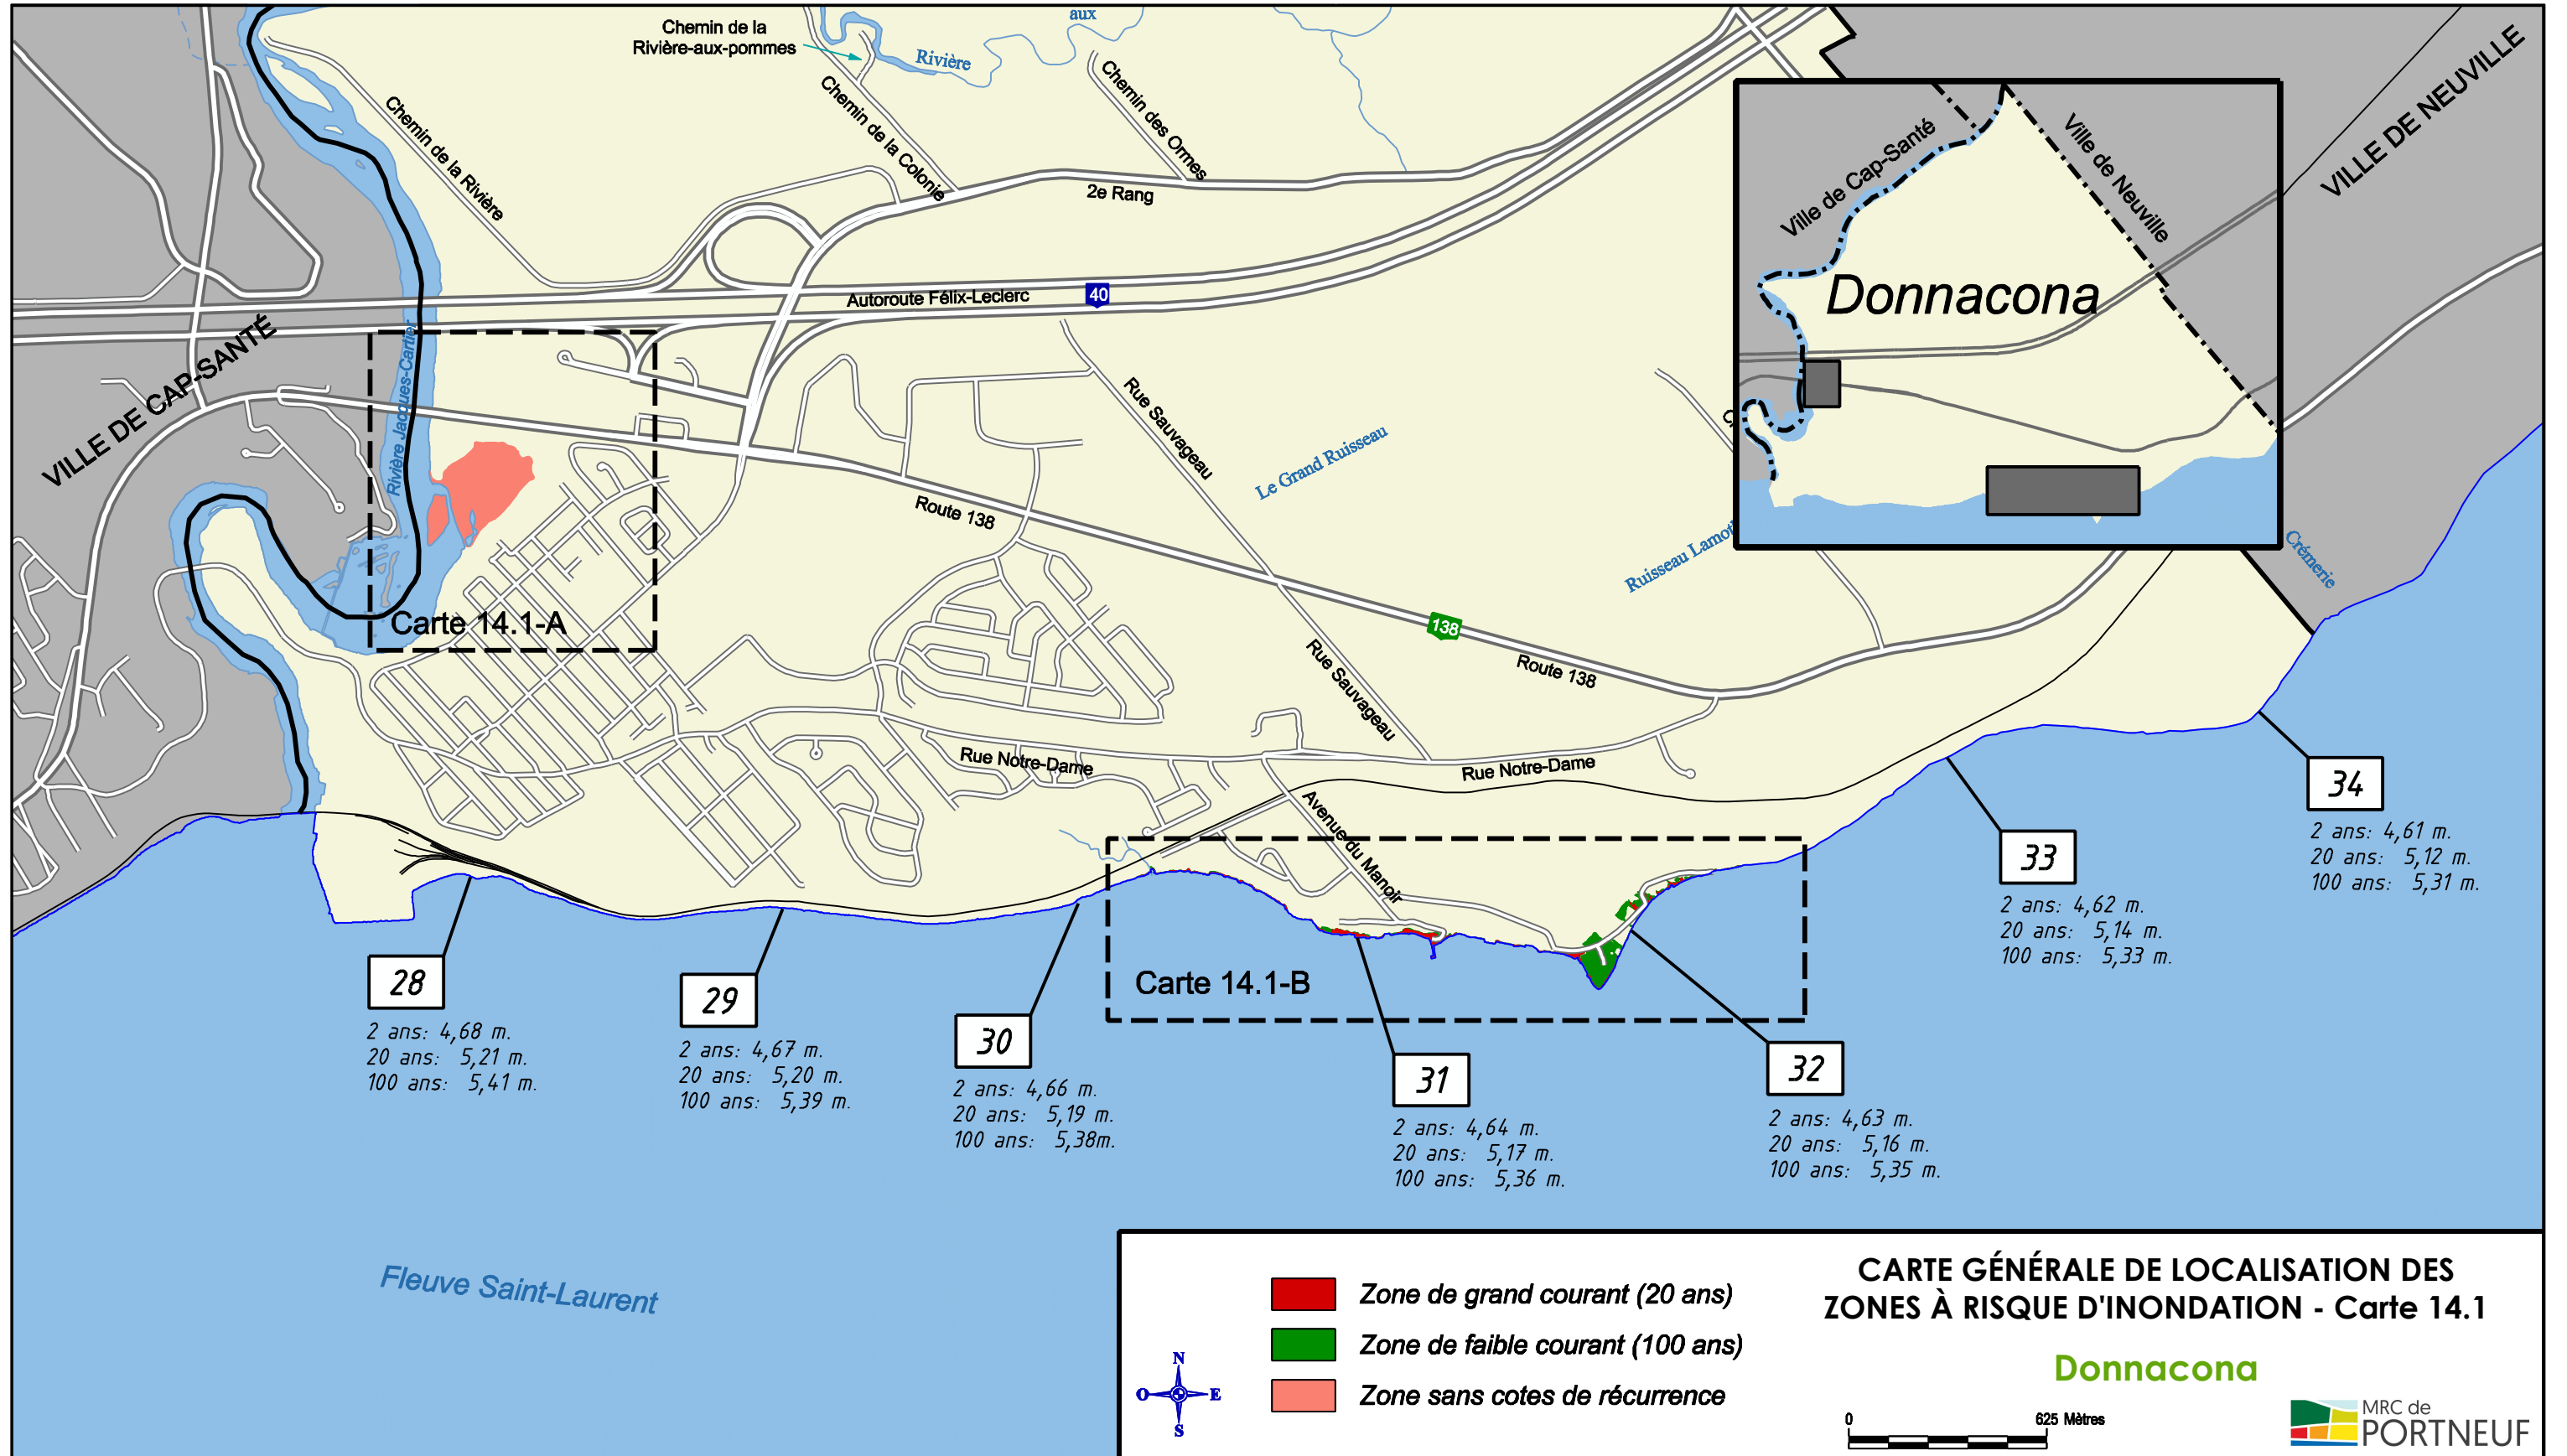 Chemin de la
Rivière-aux-pommes
aux
Rivière
Chemin de la Rivière
Chemin de la Colonie
Chemin des Ormes
2e Rang
Autoroute Félix-Leclerc
40
VILLE DE NEUVILLE
Ville de Cap-Santé
Ville de Neuville
Donnacona
VILLE DE CAP-SANTÉ
Rivière Jacques-Cartier
Rue Sauvageau
Le Grand Ruisseau
Route 138
Crémerie
Carte 14.1-A
138
Route 138
Rue Sauvageau
Rue Notre-Dame
Rue Notre-Dame
Avenue du Manoir
Carte 14.1-B
28
2 ans: 4,68 m.
20 ans: 5,21 m.
100 ans: 5,41 m.
29
2 ans: 4,67 m.
20 ans: 5,20 m.
100 ans: 5,39 m.
30
2 ans: 4,66 m.
20 ans: 5,19 m.
100 ans: 5,38m.
31
2 ans: 4,64 m.
20 ans: 5,17 m.
100 ans: 5,36 m.
32
2 ans: 4,63 m.
20 ans: 5,16 m.
100 ans: 5,35 m.
33
2 ans: 4,62 m.
20 ans: 5,14 m.
100 ans: 5,33 m.
34
2 ans: 4,61 m.
20 ans: 5,12 m.
100 ans: 5,31 m.
Fleuve Saint-Laurent
Zone de grand courant (20 ans)
Zone de faible courant (100 ans)
Zone sans cotes de récurrence
N
O
E
S
CARTE GÉNÉRALE DE LOCALISATION DES
ZONES À RISQUE D'INONDATION - Carte 14.1
Donnacona
0
625 Mètres
MRC de
PORTNEUF
Ruisseau